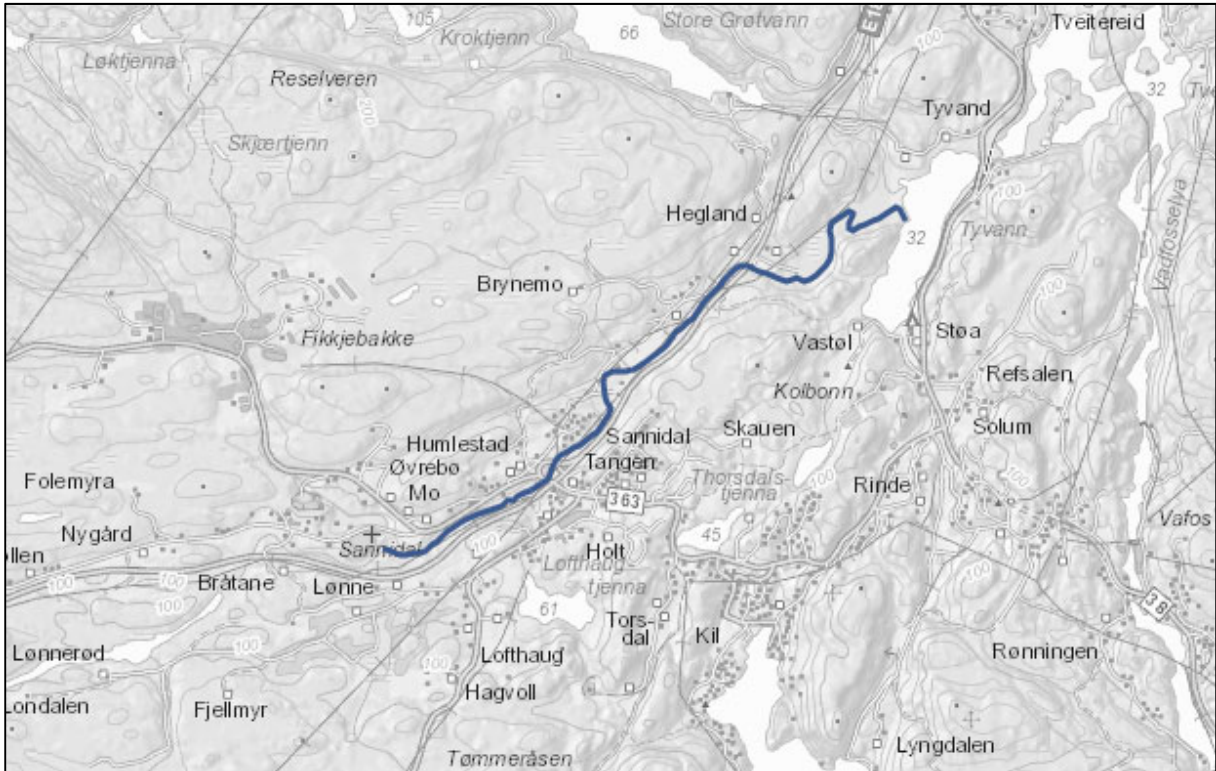 105
Kroktjenn
66
Store Grøtvann
Tveitereid
100
Løktjenna
Reselveren
200
32
Skjærtjenn
Tyvand
100
Hegland
32
Tyvann
Vadfosselva
Brynemo
100
Fikkjebakke
Vastøl
Støa
Kolbonn
Refsalen
Humlestad
Sannidal
Skauen
Solum
Øvrebø
Tangen
Folemyra
Mo
363
Thorsdals-
tjenna
100
Rinde
100
Nygård
Sannidal
100
45
Vafos
ollen
Holt
Lofthaug-
tjenna
100
100
Bråtane
Lønne
61
38
Tors-
dal
Kil
Lønnerød
100
Lofthaug
Rønningen
Londalen
Fjellmyr
Hagvoll
Tømmeråsen
Lyngdalen